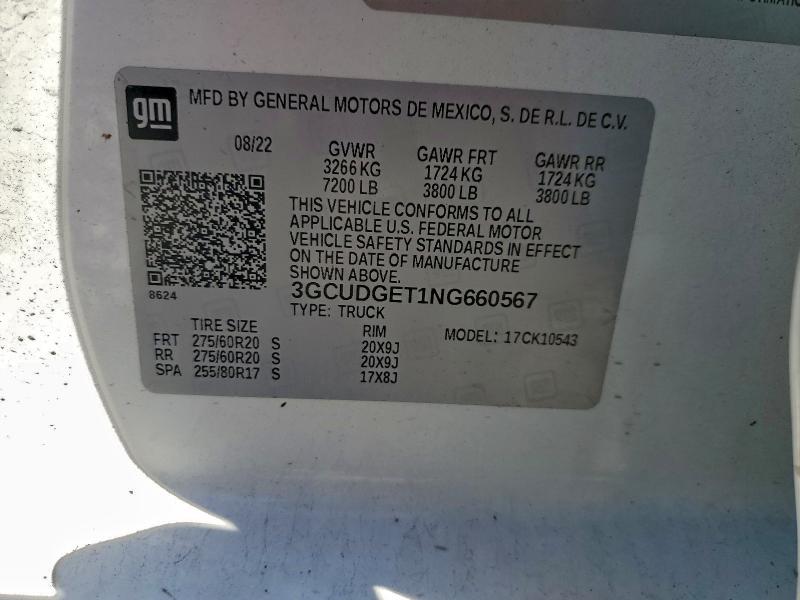 gm
MFD BY GENERAL MOTORS DE MEXICO, S. DE R.L. DE C.V.
08/22 GVWR GAWR FRT GAWR RR
3266 KG 1724 KG 1724 KG
7200 LB 3800 LB 3800 LB
THIS VEHICLE CONFORMS TO ALL
APPLICABLE U.S. FEDERAL MOTOR
VEHICLE SAFETY STANDARDS IN EFFECT
ON THE DATE OF MANUFACTURE
SHOWN ABOVE.
8624
3GCUDGET1NG660567
TYPE: TRUCK
TIRE SIZE RIM MODEL: 17CK10543
FRT 275/60R20 S 20X9J
RR 275/60R20 S 20X9J
SPA 255/80R17 S 17X8J